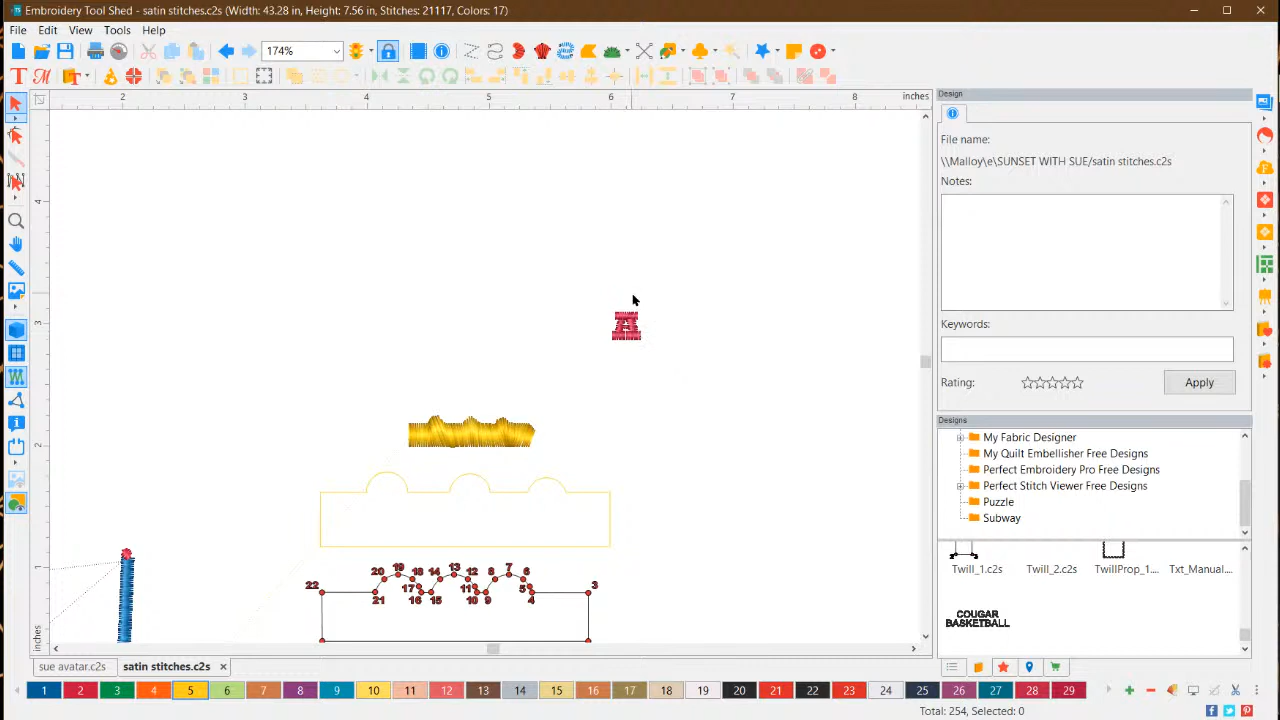 Embroidery Tool Shed - satin stitches.c2s (Width: 43.28 in, Height: 7.56 in, Stitches: 21117, Colors: 17)
File Edit View Tools Help
174%
T M T
2 3 4 5 6 7 8 inches
4
3
2
1
inches
A
20 19 18 14 13 12 8 7 6
22 17 11 5 3
21 16 15 10 9 4
Design
File name:
\\Malloy\e\SUNSET WITH SUE/satin stitches.c2s
Notes:
Keywords:
Rating:
Apply
Designs
My Fabric Designer
My Quilt Embellisher Free Designs
Perfect Embroidery Pro Free Designs
Perfect Stitch Viewer Free Designs
Puzzle
Subway
Twill_1.c2s Twill_2.c2s TwillProp_1.... Txt_Manual....
COUGAR
BASKETBALL
sue avatar.c2s satin stitches.c2s
1 2 3 4 5 6 7 8 9 10 11 12 13 14 15 16 17 18 19 20 21 22 23 24 25 26 27 28 29
Total: 254, Selected: 0